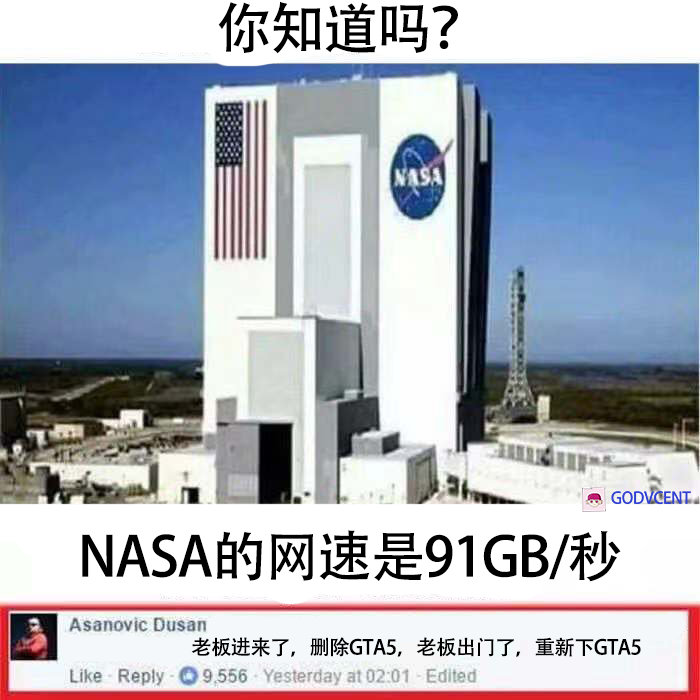 你知道吗？
NASA
GODVCENT
NASA的网速是91GB/秒
Asanovic Dusan
老板进来了，删除GTA5，老板出门了，重新下GTA5
Like · Reply · 9,556 · Yesterday at 02:01 · Edited